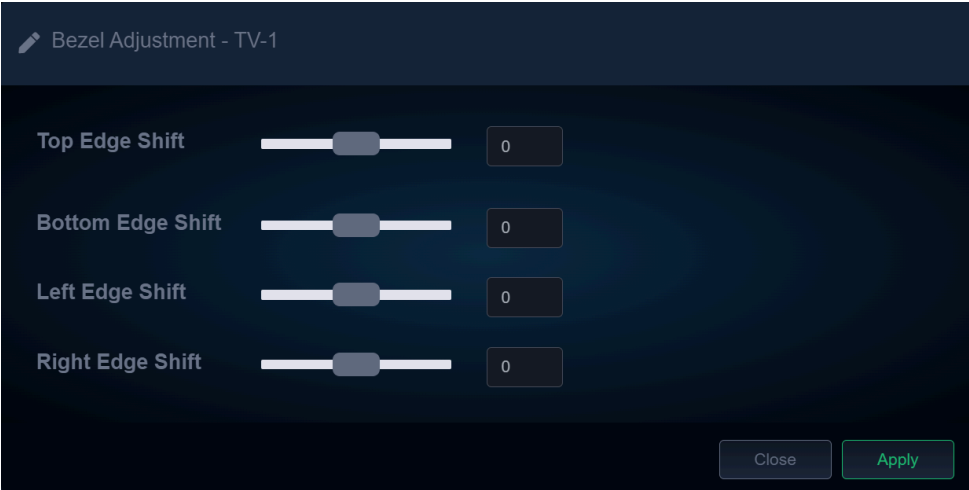 Bezel Adjustment - TV-1
Top Edge Shift 0
Bottom Edge Shift 0
Left Edge Shift 0
Right Edge Shift 0
Close Apply